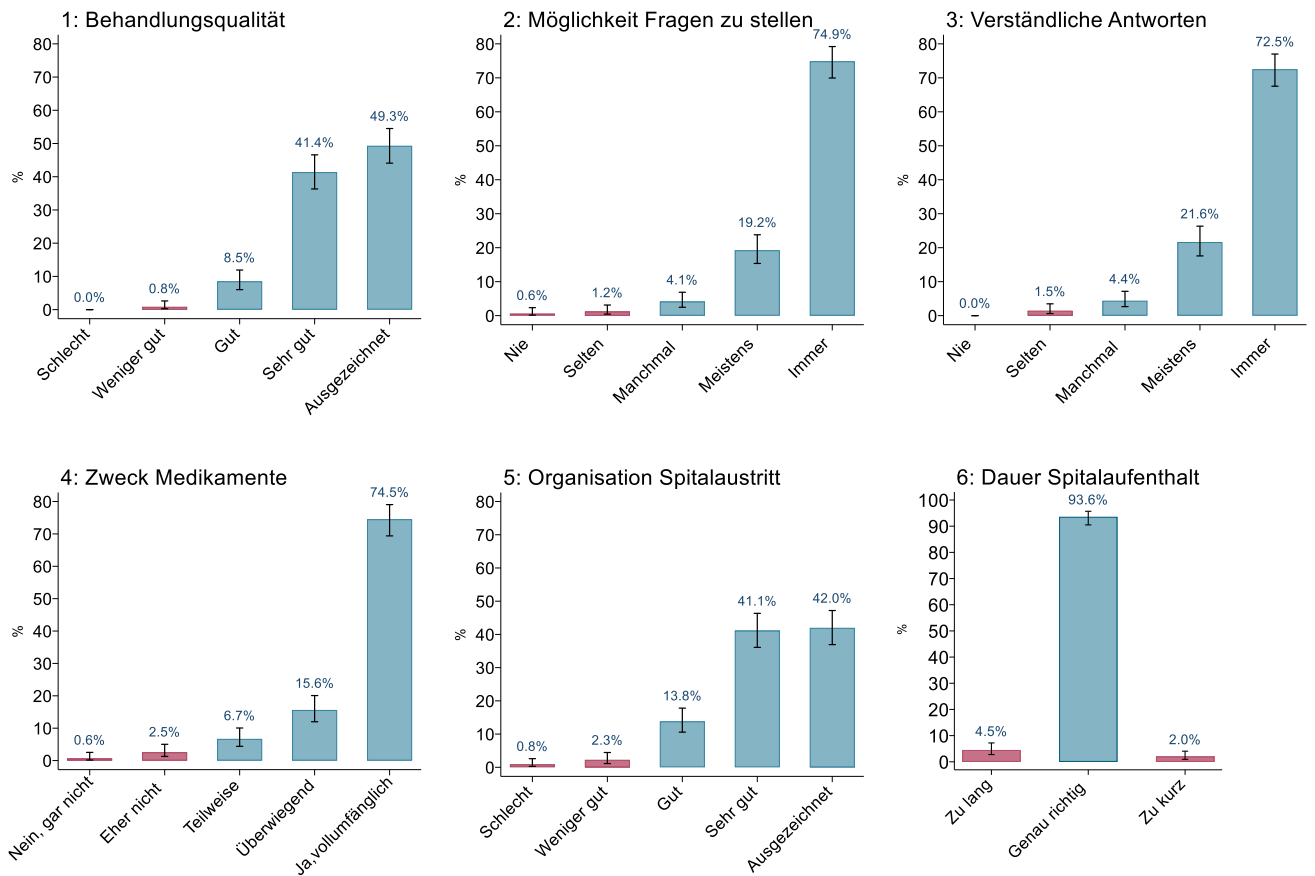 1: Behandlungsqualität
80
70
60
50
40
30
20
10
0
%
0.0%
0.8%
8.5%
41.4%
49.3%
Schlecht
Weniger gut
Gut
Sehr gut
Ausgezeichnet
2: Möglichkeit Fragen zu stellen
80
70
60
50
40
30
20
10
0
%
0.6%
1.2%
4.1%
19.2%
74.9%
Nie
Selten
Manchmal
Meistens
Immer
3: Verständliche Antworten
80
70
60
50
40
30
20
10
0
%
0.0%
1.5%
4.4%
21.6%
72.5%
Nie
Selten
Manchmal
Meistens
Immer
4: Zweck Medikamente
80
70
60
50
40
30
20
10
0
%
0.6%
2.5%
6.7%
15.6%
74.5%
Nein, gar nicht
Eher nicht
Teilweise
Überwiegend
Ja,vollumfänglich
5: Organisation Spitalaustritt
80
70
60
50
40
30
20
10
0
%
0.8%
2.3%
13.8%
41.1%
42.0%
Schlecht
Weniger gut
Gut
Sehr gut
Ausgezeichnet
6: Dauer Spitalaufenthalt
100
90
80
70
60
50
40
30
20
10
0
%
4.5%
93.6%
2.0%
Zu lang
Genau richtig
Zu kurz